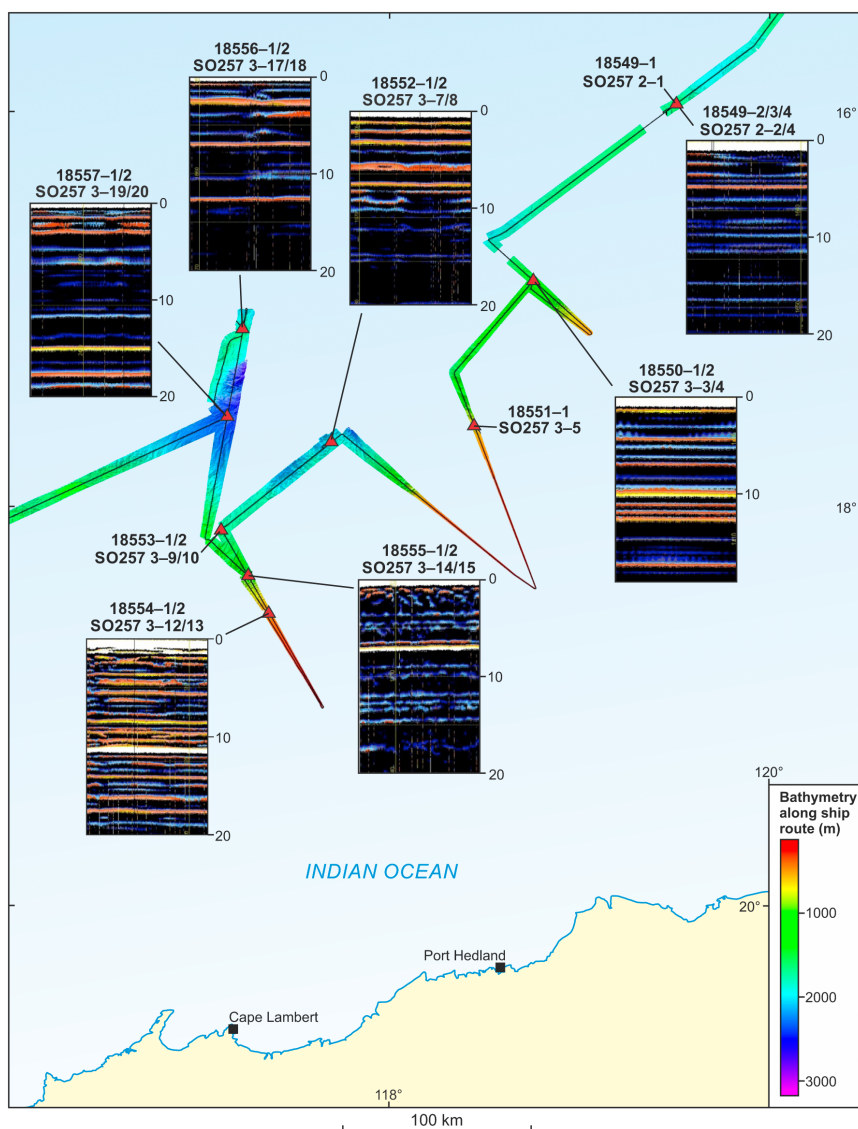 18556–1/2
SO257 3–17/18
0
10
20
18552–1/2
SO257 3–7/8
0
10
20
18549–1
SO257 2–1
16°
18549–2/3/4
SO257 2–2/4
0
10
20
18557–1/2
SO257 3–19/20
0
10
20
18550–1/2
SO257 3–3/4
0
10
18551–1
SO257 3–5
18°
18553–1/2
SO257 3–9/10
18555–1/2
SO257 3–14/15
0
10
20
18554–1/2
SO257 3–12/13
0
10
20
120°
Bathymetry
along ship
route (m)
1000
2000
3000
INDIAN OCEAN
20°
Port Hedland
Cape Lambert
118°
100 km